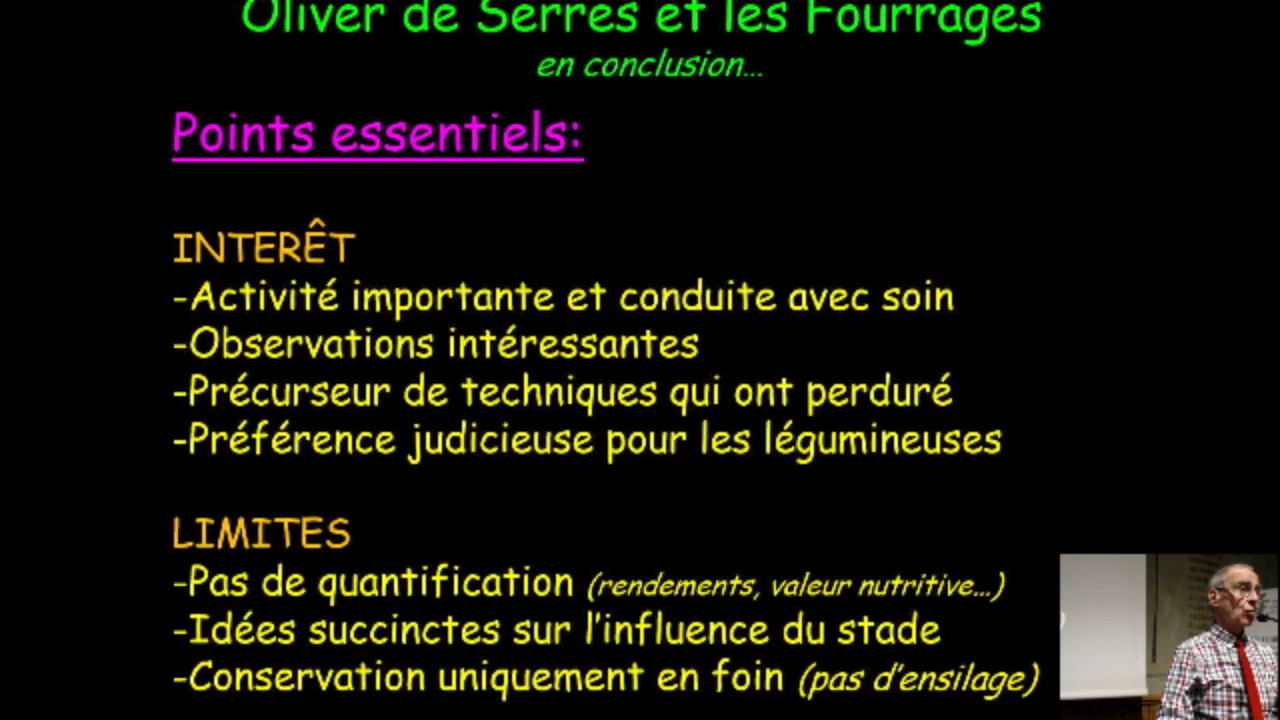 Oliver de Serres et les Fourrages
en conclusion...
Points essentiels:
INTERÊT
-Activité importante et conduite avec soin
-Observations intéressantes
-Précurseur de techniques qui ont perduré
-Préférence judicieuse pour les légumineuses
LIMITES
-Pas de quantification (rendements, valeur nutritive...)
-Idées succinctes sur l'influence du stade
-Conservation uniquement en foin (pas d'ensilage)